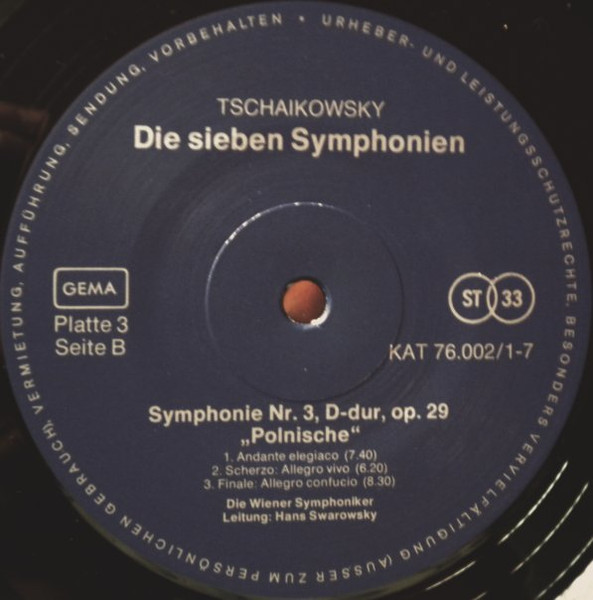 URHEBER- UND LEISTUNGSSCHUTZRECHTE, BESONDERS VERVIELFÄLTIGUNG (AUSSER ZUM PERSÖNLICHEN GEBRAUCH), VERMIETUNG, AUFFÜHRUNG, SENDUNG, VORBEHALTEN •
TSCHAIKOWSKY
Die sieben Symphonien
GEMA
ST 33
Platte 3
Seite B
KAT 76.002/1-7
Symphonie Nr. 3, D-dur, op. 29
„Polnische“
1. Andante elegiaco (7.40)
2. Scherzo: Allegro vivo (6.20)
3. Finale: Allegro confucio (8.30)
Die Wiener Symphoniker
Leitung: Hans Swarowsky